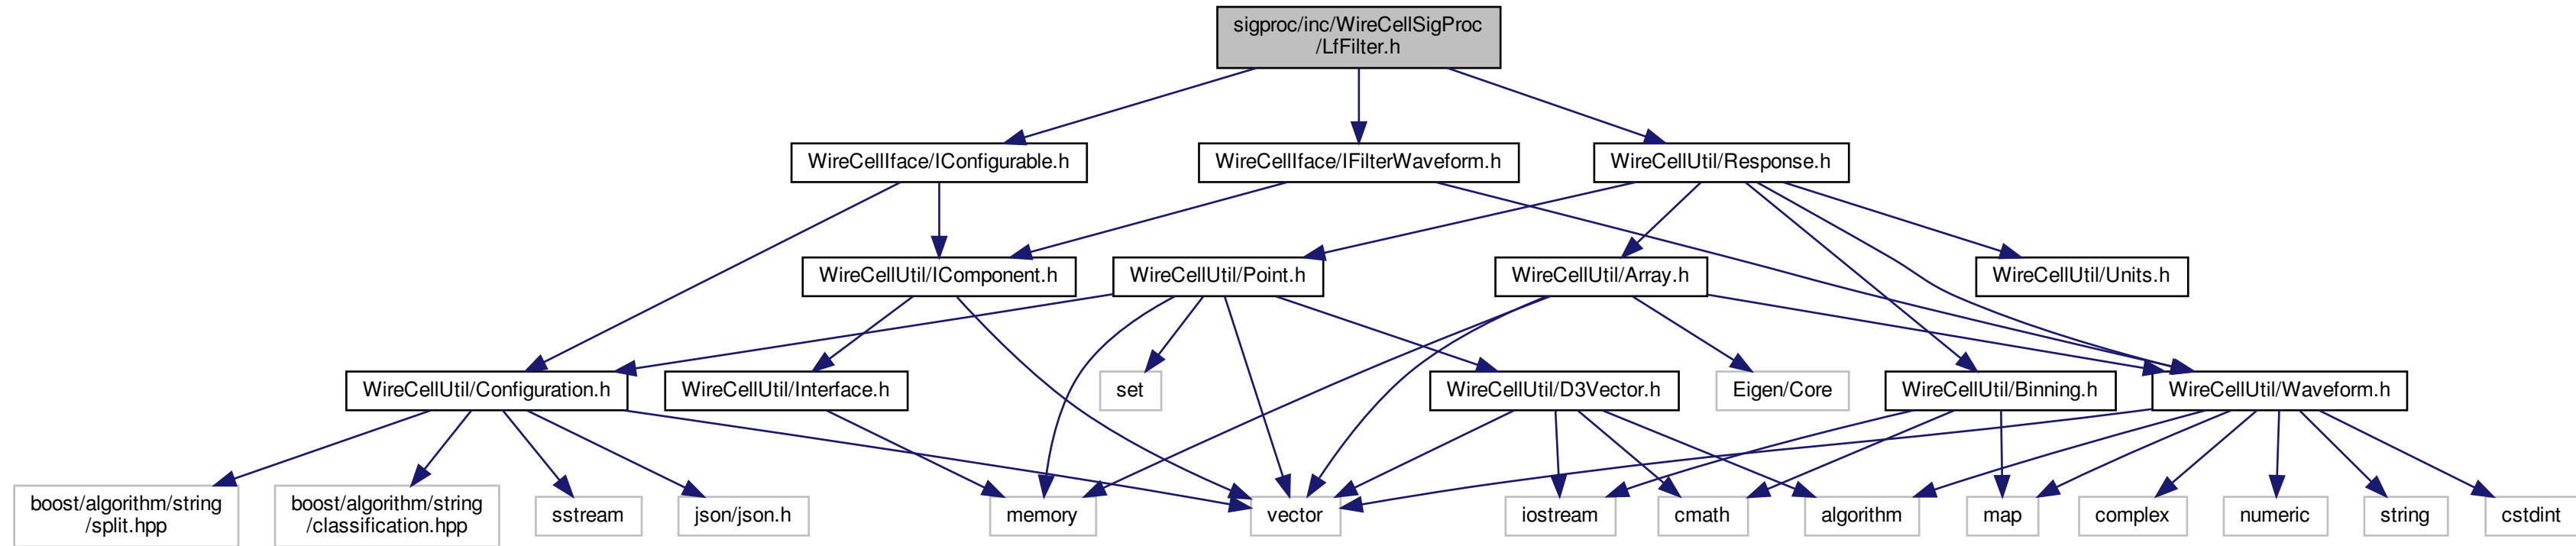 sigproc/inc/WireCellSigProc
/LfFilter.h
WireCellIface/IConfigurable.h
WireCellIface/IFilterWaveform.h
WireCellUtil/Response.h
WireCellUtil/IComponent.h
WireCellUtil/Point.h
WireCellUtil/Array.h
WireCellUtil/Units.h
WireCellUtil/Configuration.h
WireCellUtil/Interface.h
set
WireCellUtil/D3Vector.h
Eigen/Core
WireCellUtil/Binning.h
WireCellUtil/Waveform.h
boost/algorithm/string
/split.hpp
boost/algorithm/string
/classification.hpp
sstream
json/json.h
memory
vector
iostream
cmath
algorithm
map
complex
numeric
string
cstdint